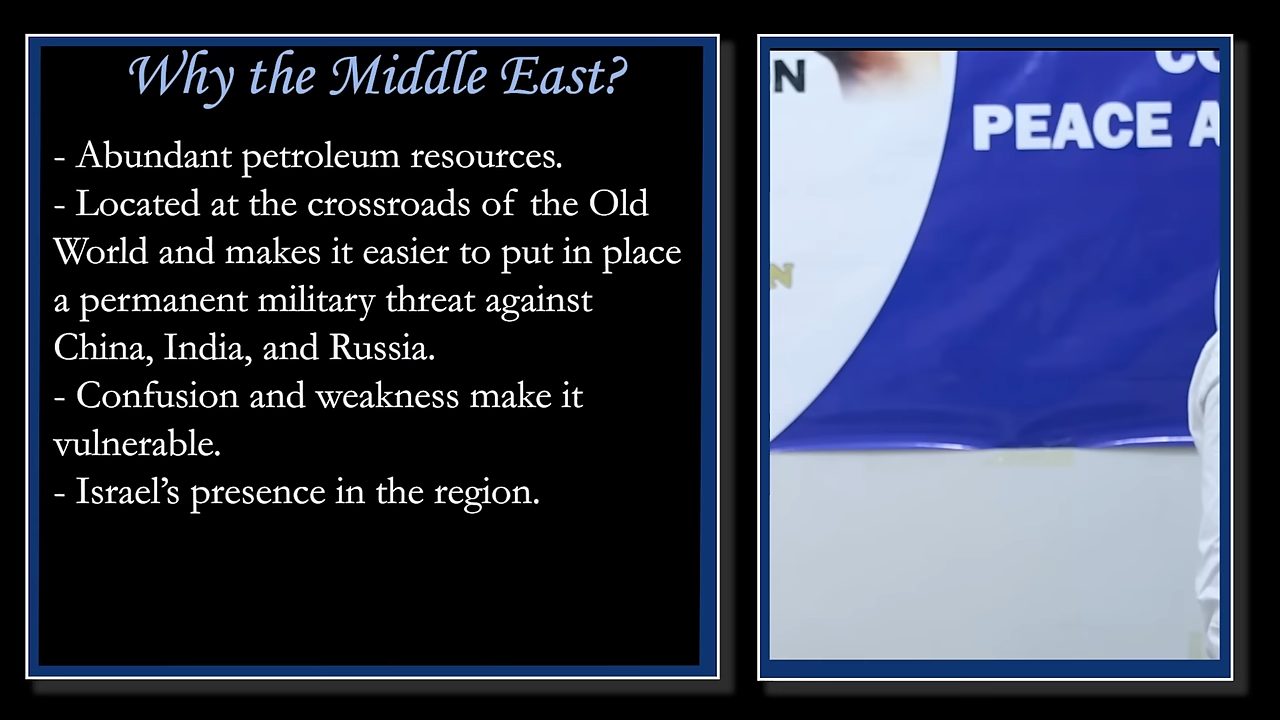 Why the Middle East?
- Abundant petroleum resources.
- Located at the crossroads of the Old
World and makes it easier to put in place
a permanent military threat against
China, India, and Russia.
- Confusion and weakness make it
vulnerable.
- Israel’s presence in the region.
N
CO
PEACE A
N